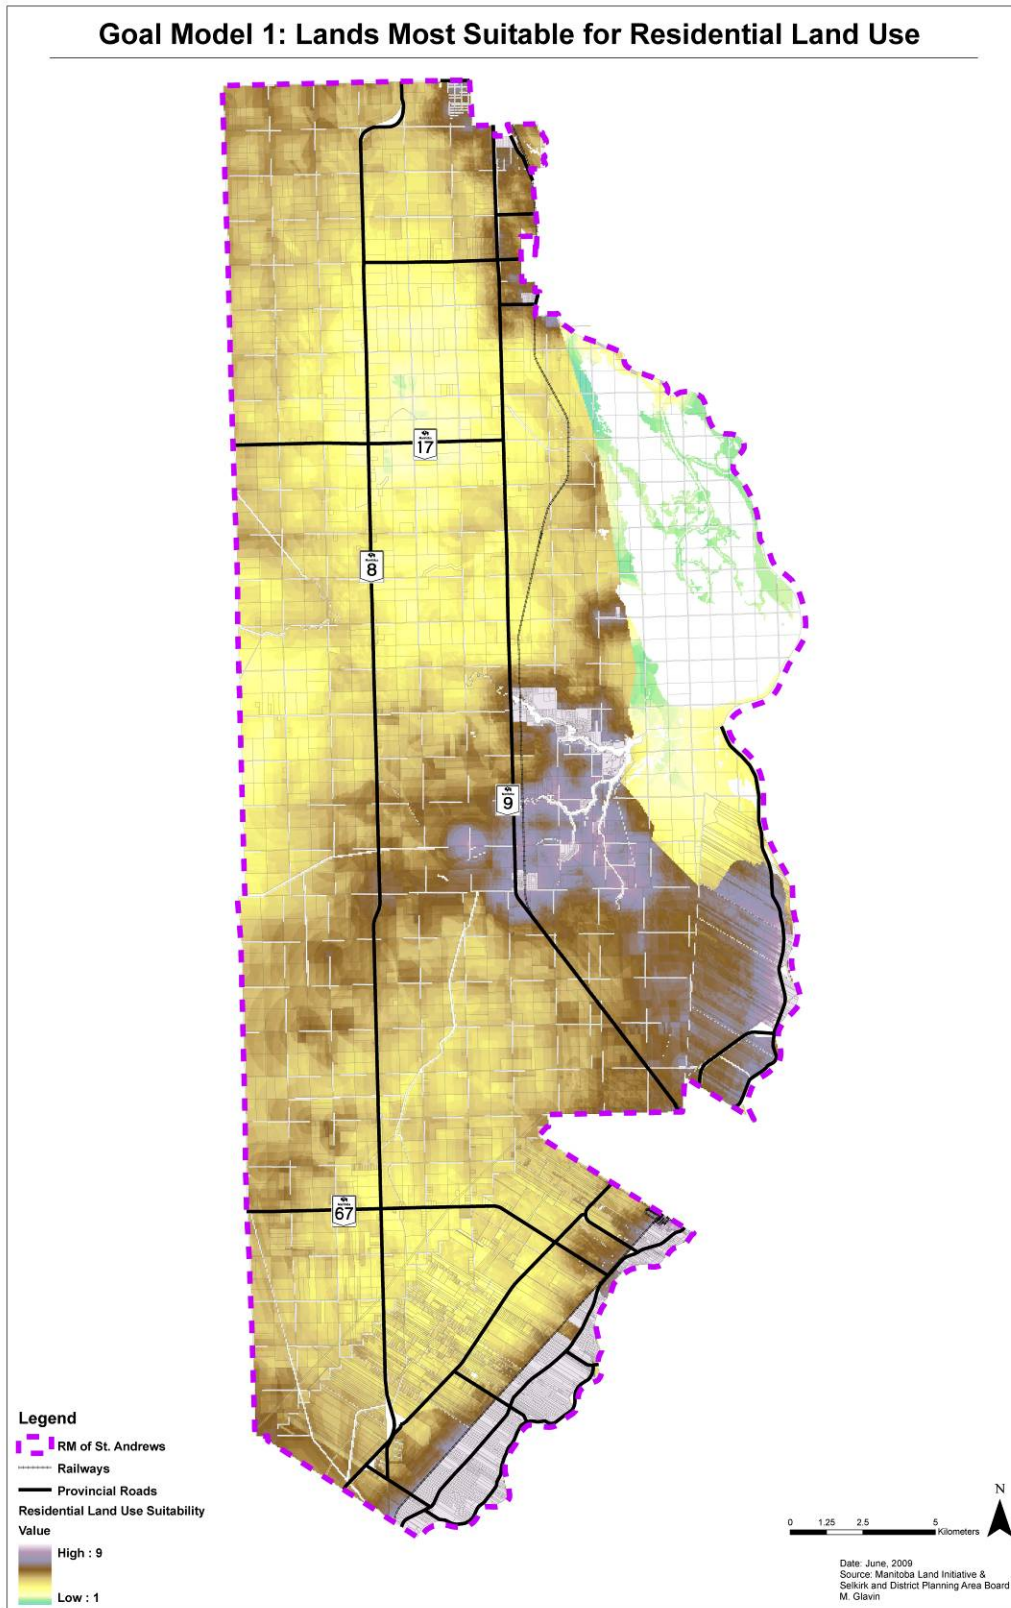 Goal Model 1: Lands Most Suitable for Residential Land Use
17
8
9
67
Legend
RM of St. Andrews
Railways
Provincial Roads
Residential Land Use Suitability
Value
High : 9
Low : 1
N
0 1.25 2.5 5
Kilometers
Date: June, 2009
Source: Manitoba Land Initiative &
Selkirk and District Planning Area Board
M. Glavin